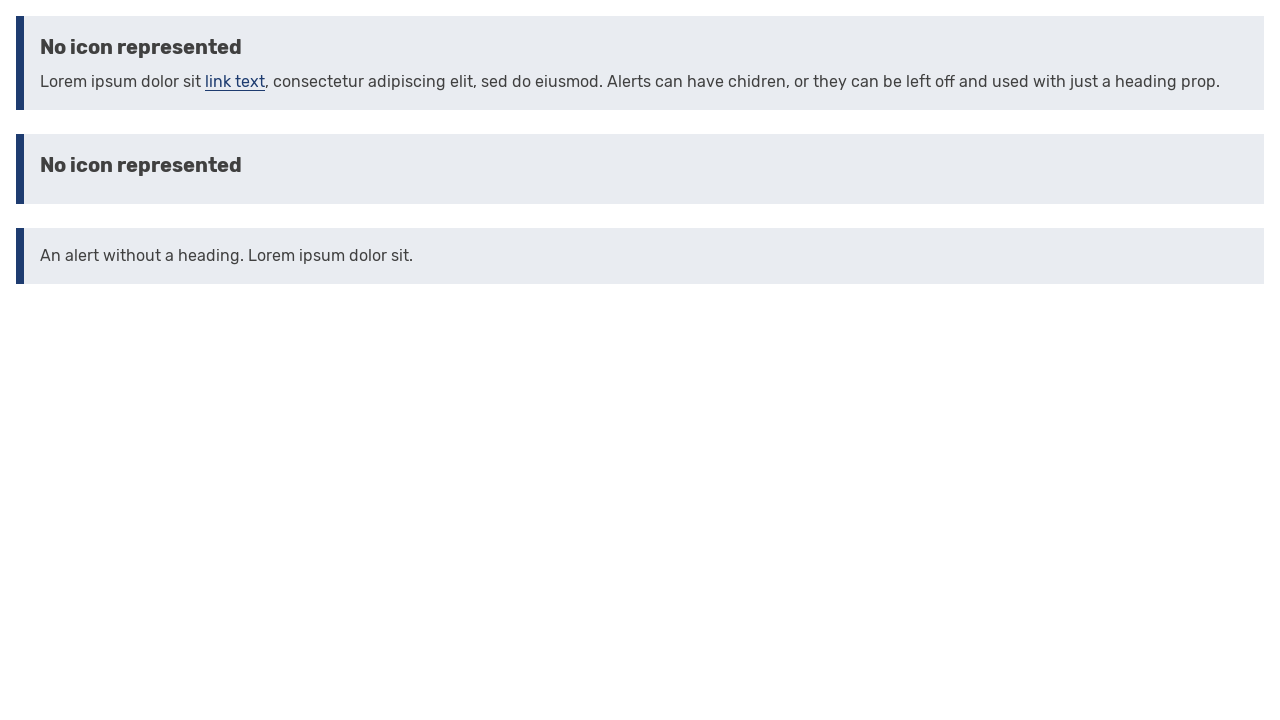 No icon represented
Lorem ipsum dolor sit link text, consectetur adipiscing elit, sed do eiusmod. Alerts can have chidren, or they can be left off and used with just a heading prop.
No icon represented
An alert without a heading. Lorem ipsum dolor sit.